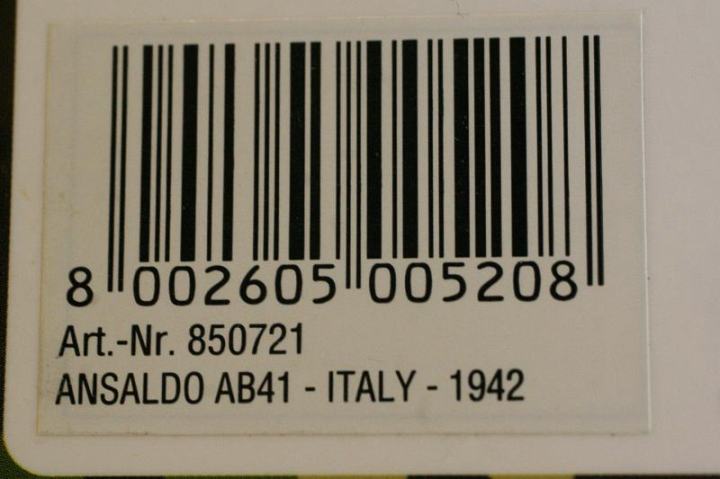 8 002605 005208
Art.-Nr. 850721
ANSALDO AB41 - ITALY - 1942